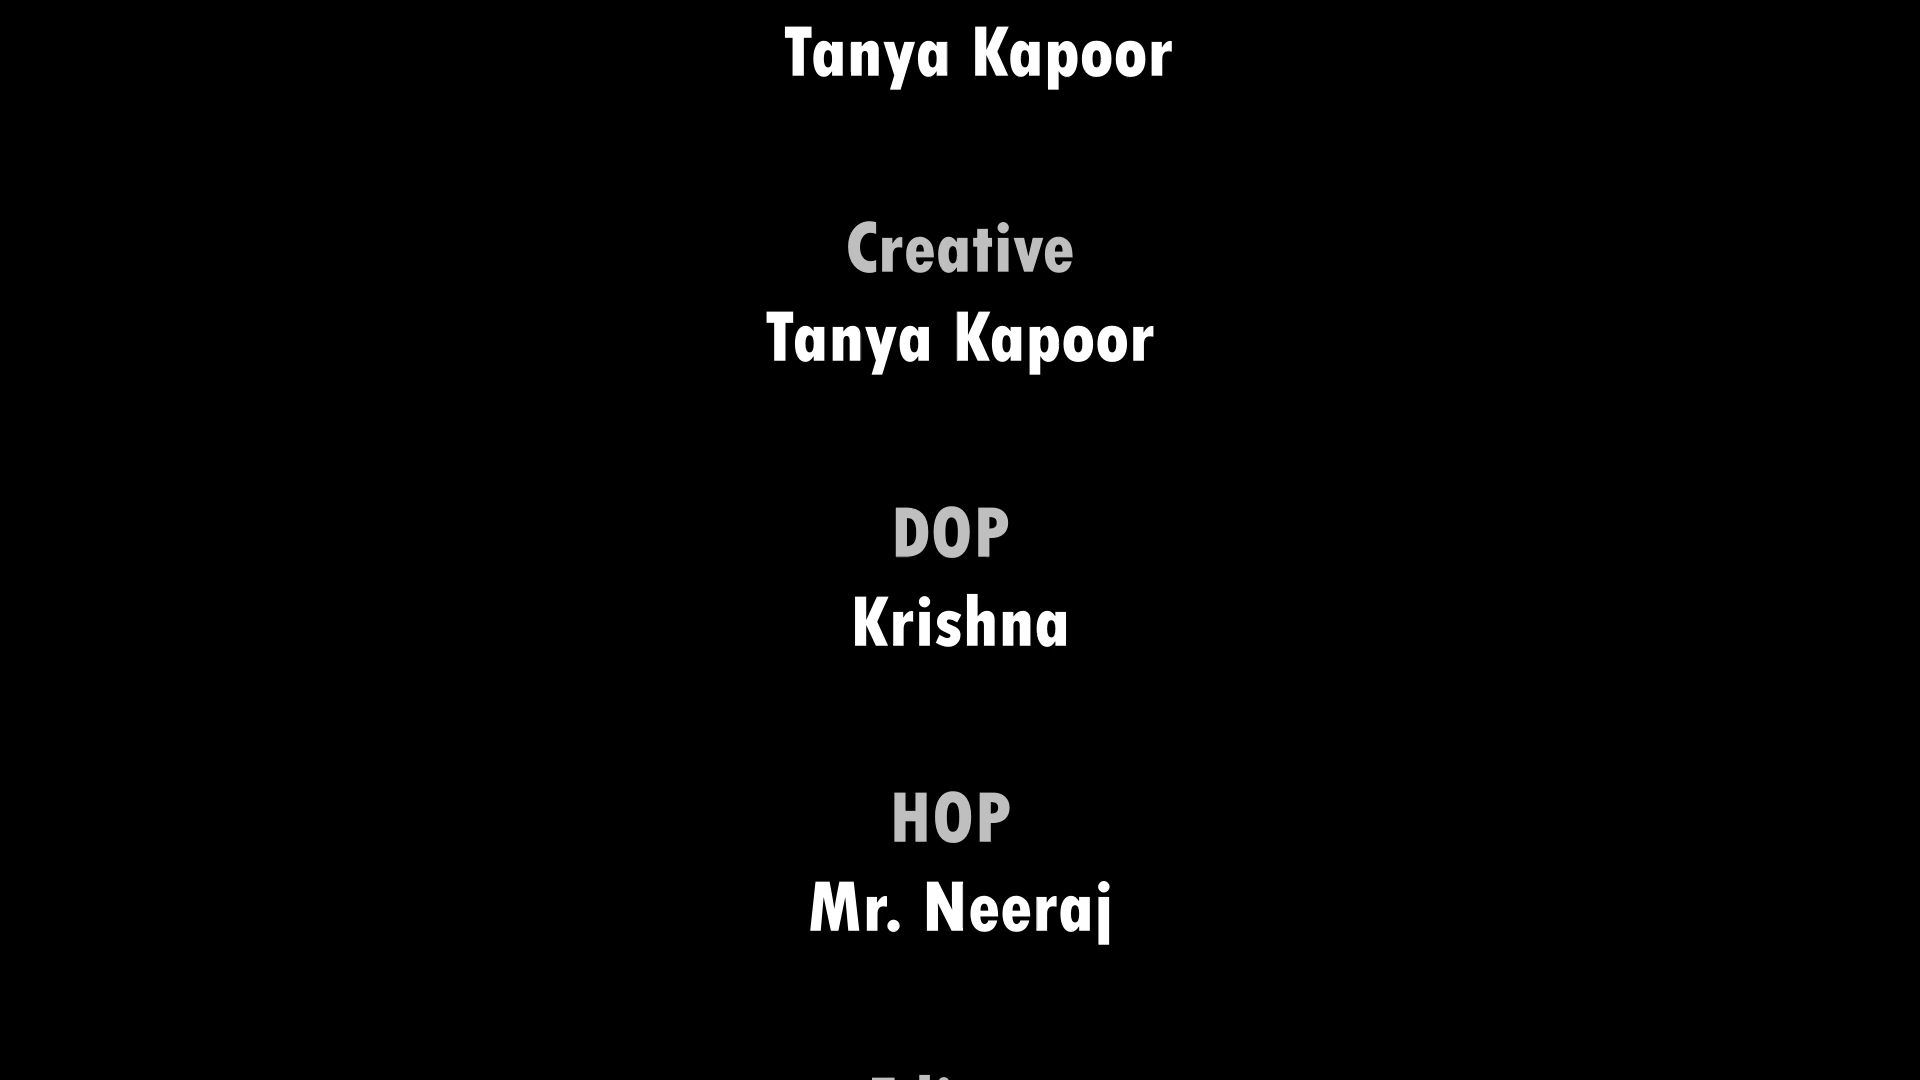 Tanya Kapoor
Creative
Tanya Kapoor
DOP
Krishna
HOP
Mr. Neeraj